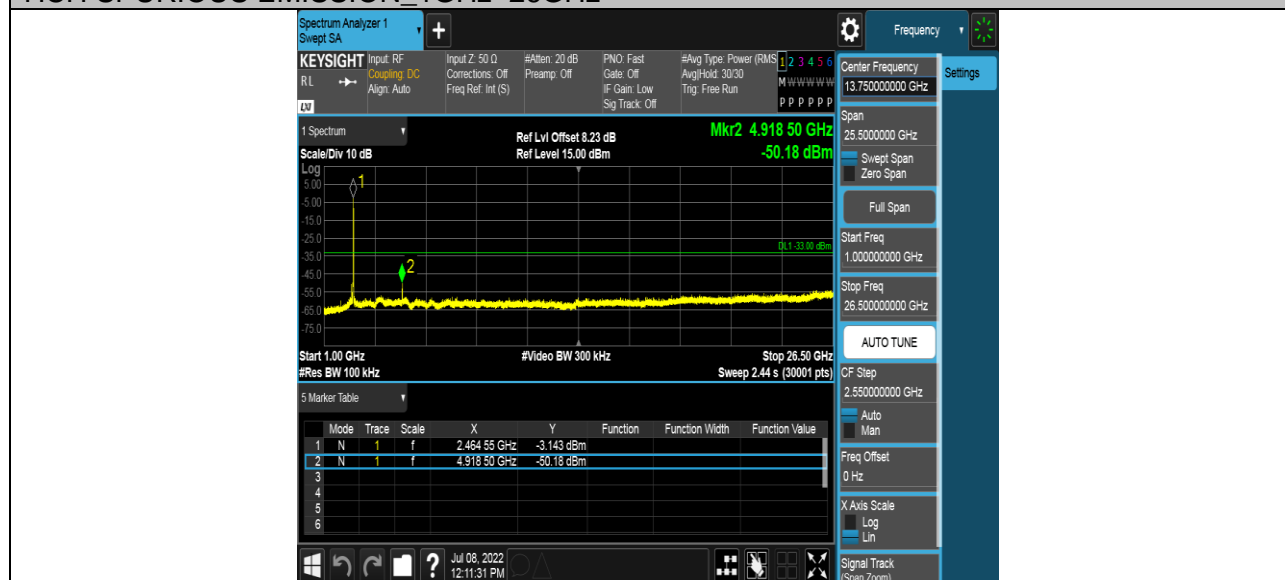 Spectrum Analyzer 1
Swept SA
+
Frequency
KEYSIGHT
RL
LXI
Input: RF
Coupling: DC
Align: Auto
Input Z: 50 Ω
Corrections: Off
Freq Ref: Int (S)
#Atten: 20 dB
Preamp: Off
PNO: Fast
Gate: Off
IF Gain: Low
Sig Track: Off
#Avg Type: Power (RMS
Avg|Hold: 30/30
Trig: Free Run
1 2 3 4 5 6
M W W W W W
P P P P P P
1 Spectrum
Scale/Div 10 dB
Ref Lvl Offset 8.23 dB
Ref Level 15.00 dBm
Mkr2 4.918 50 GHz
-50.18 dBm
Log
5.00
-5.00
-15.0
-25.0
-35.0
-45.0
-55.0
-65.0
-75.0
1
2
DL1 -33.00 dBm
Start 1.00 GHz
#Res BW 100 kHz
#Video BW 300 kHz
Stop 26.50 GHz
Sweep 2.44 s (30001 pts)
5 Marker Table
Mode Trace Scale X Y Function Function Width Function Value
1 N 1 f 2.464 55 GHz -3.143 dBm
2 N 1 f 4.918 50 GHz -50.18 dBm
3
4
5
6
?
Jul 08, 2022
12:11:31 PM
Center Frequency
13.750000000 GHz
Settings
Span
25.5000000 GHz
Swept Span
Zero Span
Full Span
Start Freq
1.000000000 GHz
Stop Freq
26.500000000 GHz
AUTO TUNE
CF Step
2.550000000 GHz
Auto
Man
Freq Offset
0 Hz
X Axis Scale
Log
Lin
Signal Track
(Span Zoom)